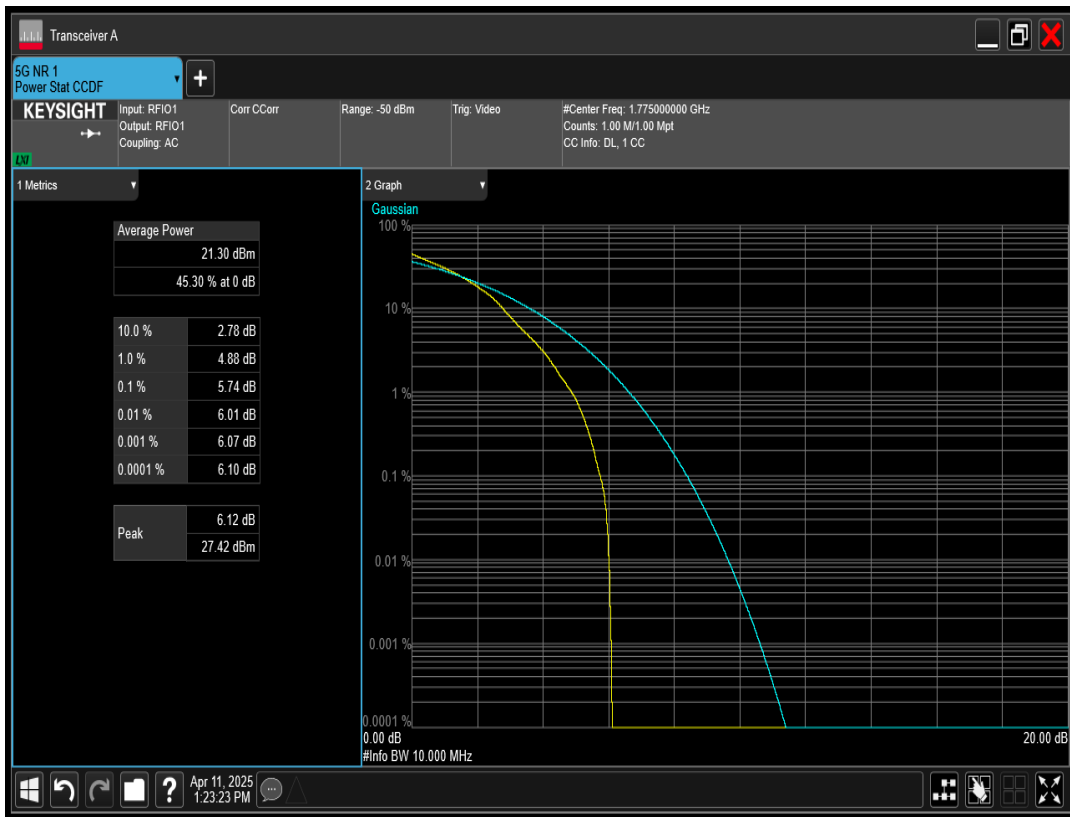 Transceiver A
5G NR 1
Power Stat CCDF
+
KEYSIGHT
LXI
Input: RFIO1
Output: RFIO1
Coupling: AC
Corr CCorr
Range: -50 dBm
Trig: Video
#Center Freq: 1.775000000 GHz
Counts: 1.00 M/1.00 Mpt
CC Info: DL, 1 CC
1 Metrics
Average Power
21.30 dBm
45.30 % at 0 dB
10.0 % 2.78 dB
1.0 % 4.88 dB
0.1 % 5.74 dB
0.01 % 6.01 dB
0.001 % 6.07 dB
0.0001 % 6.10 dB
Peak
6.12 dB
27.42 dBm
2 Graph
Gaussian
100 %
10 %
1 %
0.1 %
0.01 %
0.001 %
0.0001 %
0.00 dB 20.00 dB
#Info BW 10.000 MHz
?
Apr 11, 2025
1:23:23 PM